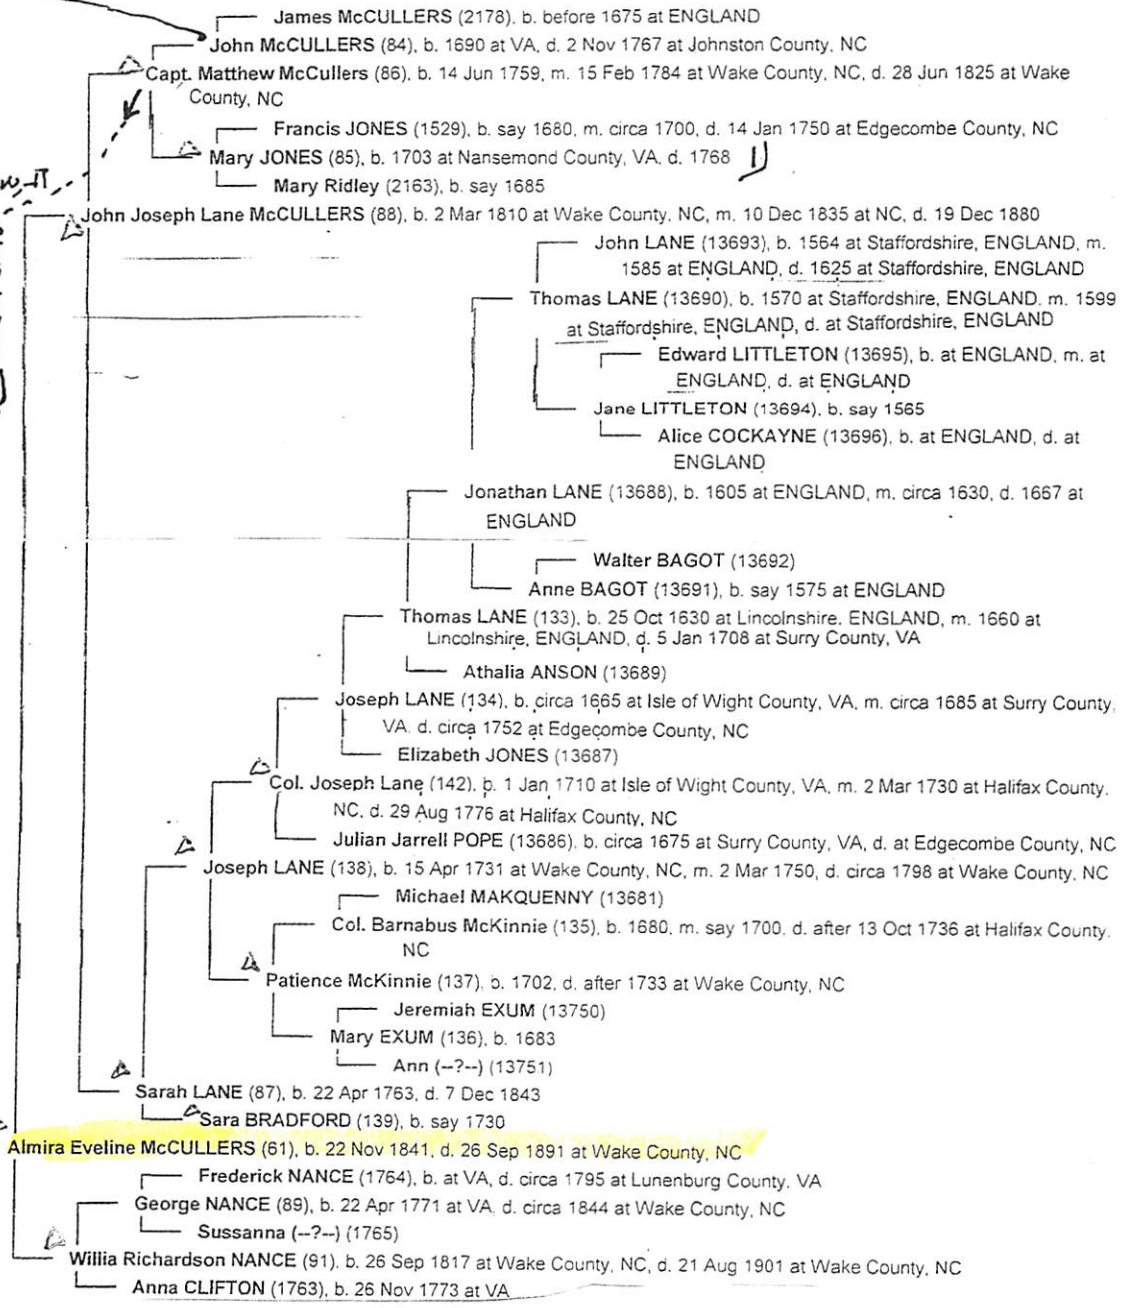 James McCULLERS (2178), b. before 1675 at ENGLAND
John McCULLERS (84), b. 1690 at VA, d. 2 Nov 1767 at Johnston County, NC
Capt. Matthew McCullers (86), b. 14 Jun 1759, m. 15 Feb 1784 at Wake County, NC, d. 28 Jun 1825 at Wake
County, NC
Francis JONES (1529), b. say 1680, m. circa 1700, d. 14 Jan 1750 at Edgecombe County, NC
Mary JONES (85), b. 1703 at Nansemond County, VA, d. 1768
Mary Ridley (2163), b. say 1685
John Joseph Lane McCULLERS (88), b. 2 Mar 1810 at Wake County, NC, m. 10 Dec 1835 at NC, d. 19 Dec 1880
John LANE (13693), b. 1564 at Staffordshire, ENGLAND, m.
1585 at ENGLAND, d. 1625 at Staffordshire, ENGLAND
Thomas LANE (13690), b. 1570 at Staffordshire, ENGLAND, m. 1599
at Staffordshire, ENGLAND, d. at Staffordshire, ENGLAND
Edward LITTLETON (13695), b. at ENGLAND, m. at
ENGLAND, d. at ENGLAND
Jane LITTLETON (13694), b. say 1565
Alice COCKAYNE (13696), b. at ENGLAND, d. at
ENGLAND
Jonathan LANE (13688), b. 1605 at ENGLAND, m. circa 1630, d. 1667 at
ENGLAND
Walter BAGOT (13692)
Anne BAGOT (13691), b. say 1575 at ENGLAND
Thomas LANE (133), b. 25 Oct 1630 at Lincolnshire, ENGLAND, m. 1660 at
Lincolnshire, ENGLAND, d. 5 Jan 1708 at Surry County, VA
Athalia ANSON (13689)
Joseph LANE (134), b. circa 1665 at Isle of Wight County, VA, m. circa 1685 at Surry County,
VA, d. circa 1752 at Edgecombe County, NC
Elizabeth JONES (13687)
Col. Joseph Lane (142), b. 1 Jan 1710 at Isle of Wight County, VA, m. 2 Mar 1730 at Halifax County,
NC, d. 29 Aug 1776 at Halifax County, NC
Julian Jarrell POPE (13686), b. circa 1675 at Surry County, VA, d. at Edgecombe County, NC
Joseph LANE (138), b. 15 Apr 1731 at Wake County, NC, m. 2 Mar 1750, d. circa 1798 at Wake County, NC
Michael MAKQUENNY (13681)
Col. Barnabus McKinnie (135), b. 1680, m. say 1700, d. after 13 Oct 1736 at Halifax County,
NC
Patience McKinnie (137), b. 1702, d. after 1733 at Wake County, NC
Jeremiah EXUM (13750)
Mary EXUM (136), b. 1683
Ann (--?--) (13751)
Sarah LANE (87), b. 22 Apr 1763, d. 7 Dec 1843
Sara BRADFORD (139), b. say 1730
Almira Eveline McCULLERS (61), b. 22 Nov 1841, d. 26 Sep 1891 at Wake County, NC
Frederick NANCE (1764), b. at VA, d. circa 1795 at Lunenburg County, VA
George NANCE (89), b. 22 Apr 1771 at VA, d. circa 1844 at Wake County, NC
Sussanna (--?--) (1765)
Willia Richardson NANCE (91), b. 26 Sep 1817 at Wake County, NC, d. 21 Aug 1901 at Wake County, NC
Anna CLIFTON (1763), b. 26 Nov 1773 at VA